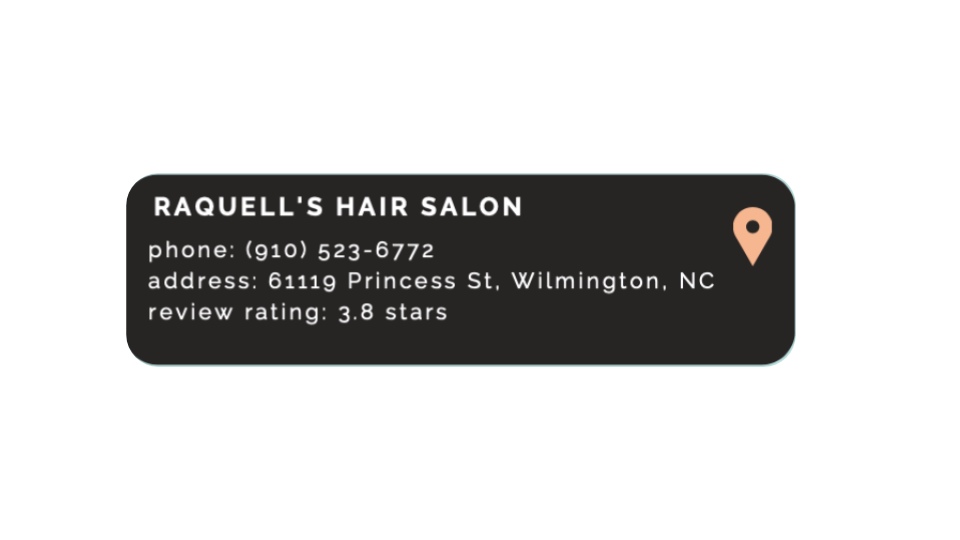 RAQUELL'S HAIR SALON
phone: (910) 523-6772
address: 61119 Princess St, Wilmington, NC
review rating: 3.8 stars